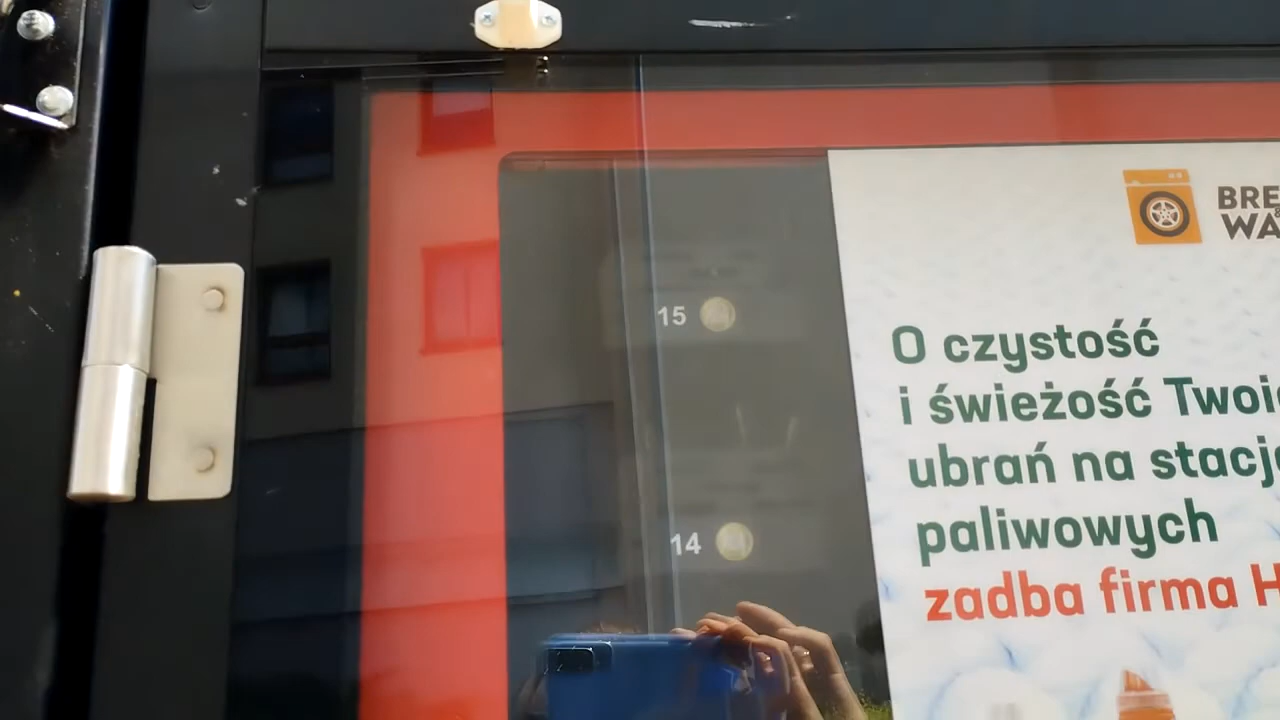 BRE
WA
15
O czystość
i świeżość Twoi
ubrań na stacj
paliwowych
14
zadba firma H